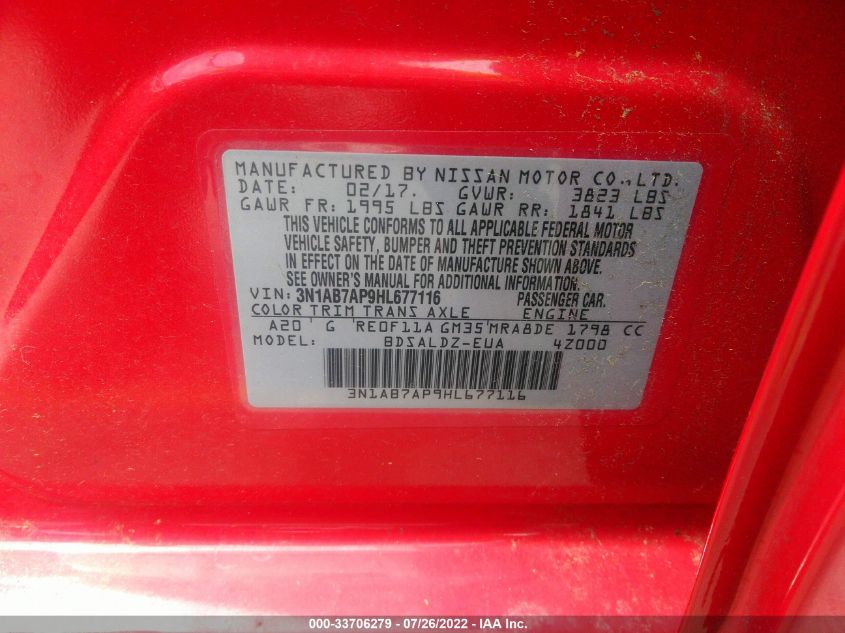 MANUFACTURED BY NISSAN MOTOR CO., LTD.
DATE: 02/17. GVWR: 3823 LBS
GAWR FR: 1995 LBS GAWR RR: 1841 LBS
THIS VEHICLE CONFORMS TO ALL APPLICABLE FEDERAL MOTOR
VEHICLE SAFETY, BUMPER AND THEFT PREVENTION STANDARDS
IN EFFECT ON THE DATE OF MANUFACTURE SHOWN ABOVE.
SEE OWNER'S MANUAL FOR ADDITIONAL INFORMATION.
VIN: 3N1AB7AP9HL677116 PASSENGER CAR.
COLOR TRIM TRANS AXLE ENGINE
A20 G RE0F11A GM35 MRA8DE 1798 CC
MODEL: BDSALDZ-EUA 4Z000
3N1AB7AP9HL677116
000-33706279 - 07/26/2022 - IAA Inc.